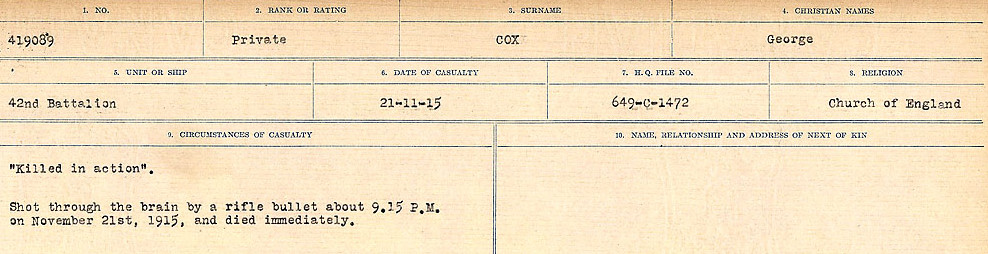 1. NO. 2. RANK OR RATING 3. SURNAME 4. CHRISTIAN NAMES
419089 Private COX George
5. UNIT OR SHIP 6. DATE OF CASUALTY 7. H.Q. FILE NO. 8. RELIGION
42nd Battalion 21-11-15 649-C-1472 Church of England
9. CIRCUMSTANCES OF CASUALTY 10. NAME, RELATIONSHIP AND ADDRESS OF NEXT OF KIN
"Killed in action".
Shot through the brain by a rifle bullet about 9.15 P.M.
on November 21st, 1915, and died immediately.